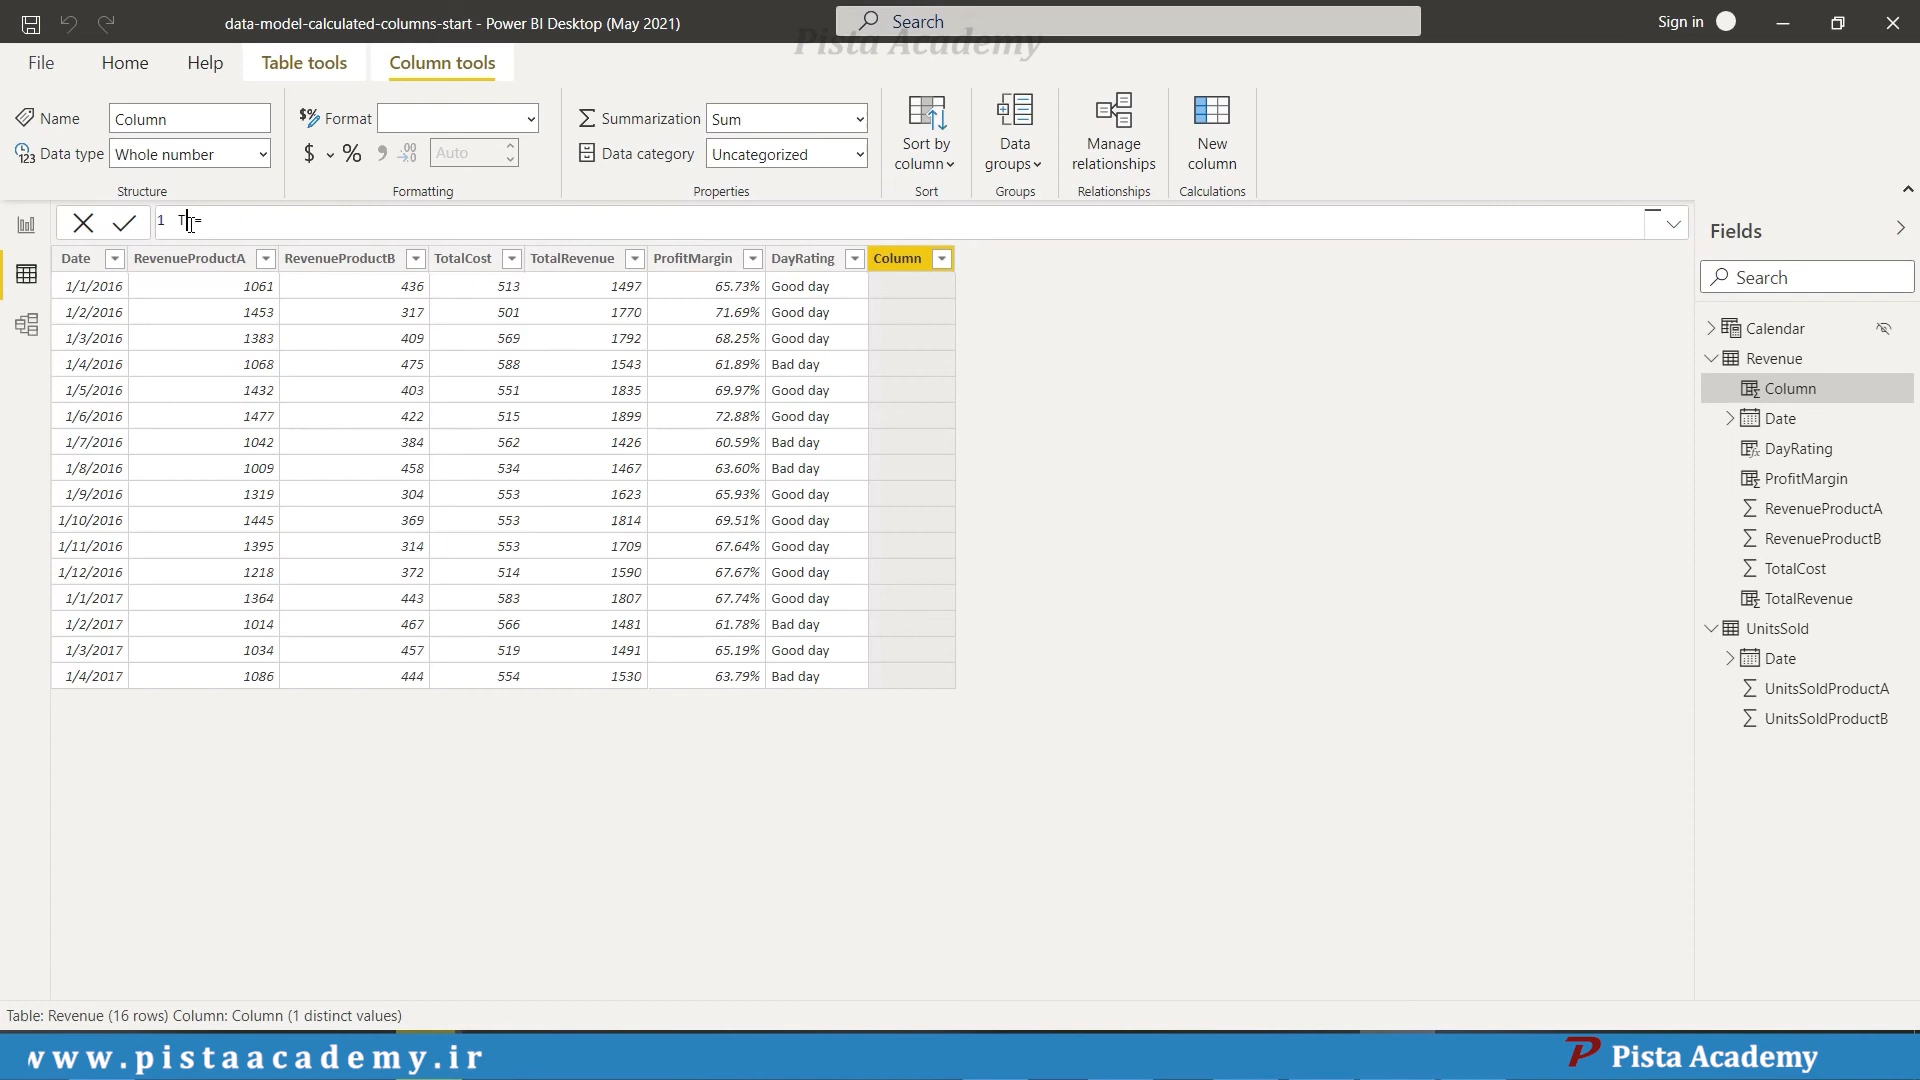 data-model-calculated-columns-start - Power BI Desktop (May 2021)
Search
Sign in
Pista Academy
File Home Help Table tools Column tools
Name Column
Data type Whole number
Structure
Format
$ % Auto
Formatting
Summarization Sum
Data category Uncategorized
Properties
Sort by column
Sort
Data groups
Groups
Manage relationships
Relationships
New column
Calculations
1 T =
Date RevenueProductA RevenueProductB TotalCost TotalRevenue ProfitMargin DayRating Column
1/1/2016 1061 436 513 1497 65.73% Good day
1/2/2016 1453 317 501 1770 71.69% Good day
1/3/2016 1383 409 569 1792 68.25% Good day
1/4/2016 1068 475 588 1543 61.89% Bad day
1/5/2016 1432 403 551 1835 69.97% Good day
1/6/2016 1477 422 515 1899 72.88% Good day
1/7/2016 1042 384 562 1426 60.59% Bad day
1/8/2016 1009 458 534 1467 63.60% Bad day
1/9/2016 1319 304 553 1623 65.93% Good day
1/10/2016 1445 369 553 1814 69.51% Good day
1/11/2016 1395 314 553 1709 67.64% Good day
1/12/2016 1218 372 514 1590 67.67% Good day
1/1/2017 1364 443 583 1807 67.74% Good day
1/2/2017 1014 467 566 1481 61.78% Bad day
1/3/2017 1034 457 519 1491 65.19% Good day
1/4/2017 1086 444 554 1530 63.79% Bad day
Fields
Search
Calendar
Revenue
Column
Date
DayRating
ProfitMargin
RevenueProductA
RevenueProductB
TotalCost
TotalRevenue
UnitsSold
Date
UnitsSoldProductA
UnitsSoldProductB
Table: Revenue (16 rows) Column: Column (1 distinct values)
www.pistaacademy.ir
Pista Academy